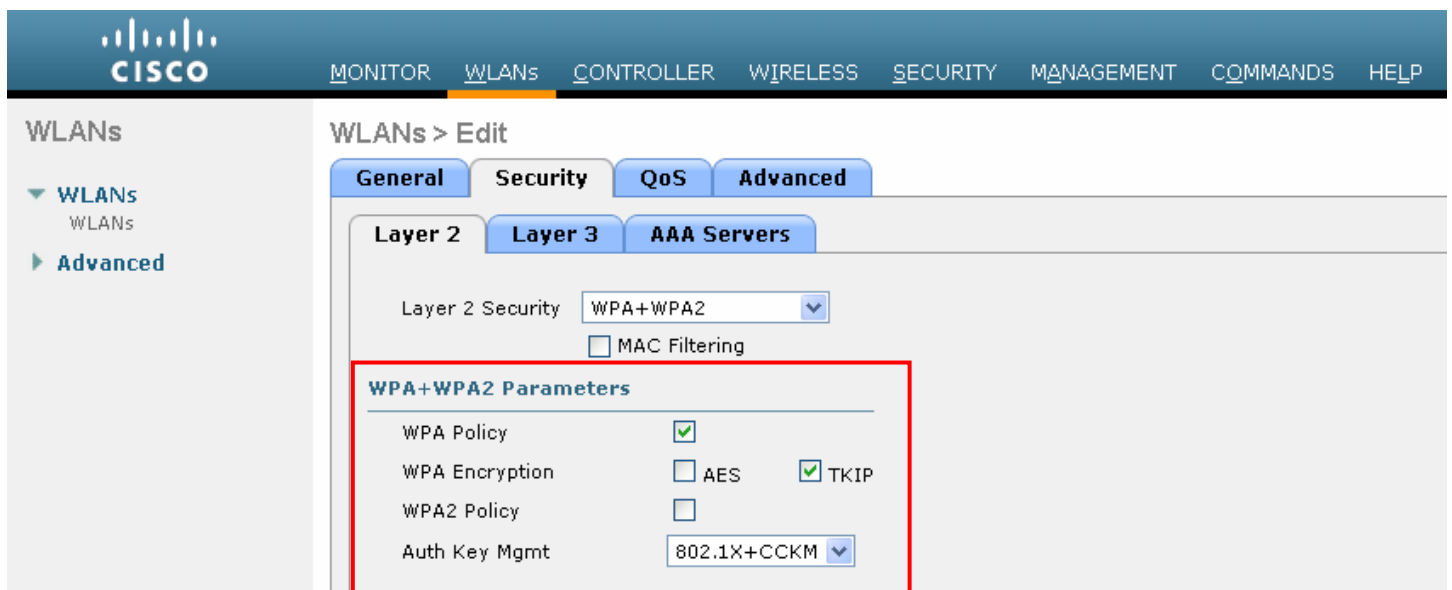 CISCO
MONITOR WLANs CONTROLLER WIRELESS SECURITY MANAGEMENT COMMANDS HELP
WLANs
WLANs
WLANs
Advanced
WLANs > Edit
General Security QoS Advanced
Layer 2 Layer 3 AAA Servers
Layer 2 Security WPA+WPA2
MAC Filtering
WPA+WPA2 Parameters
WPA Policy
WPA Encryption AES TKIP
WPA2 Policy
Auth Key Mgmt 802.1X+CCKM